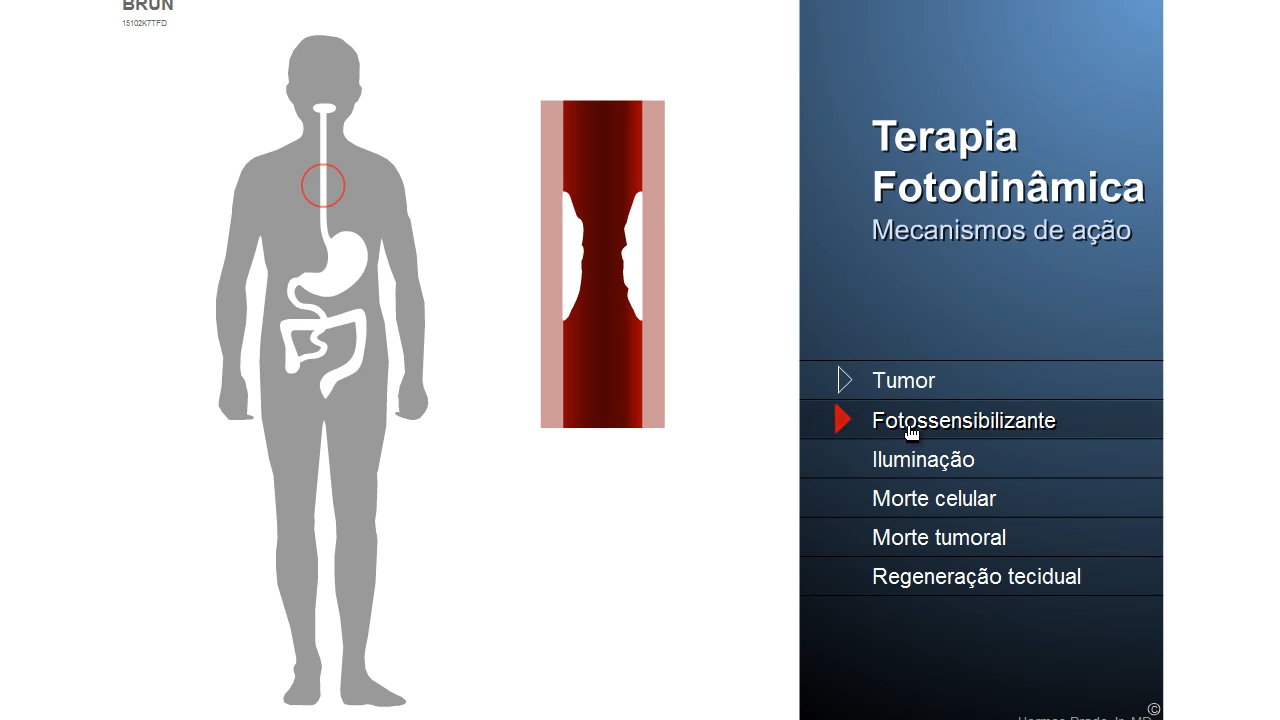 BRUN
15102K7TFD
Terapia
Fotodinâmica
Mecanismos de ação
Tumor
Fotossensibilizante
Iluminação
Morte celular
Morte tumoral
Regeneração tecidual
©